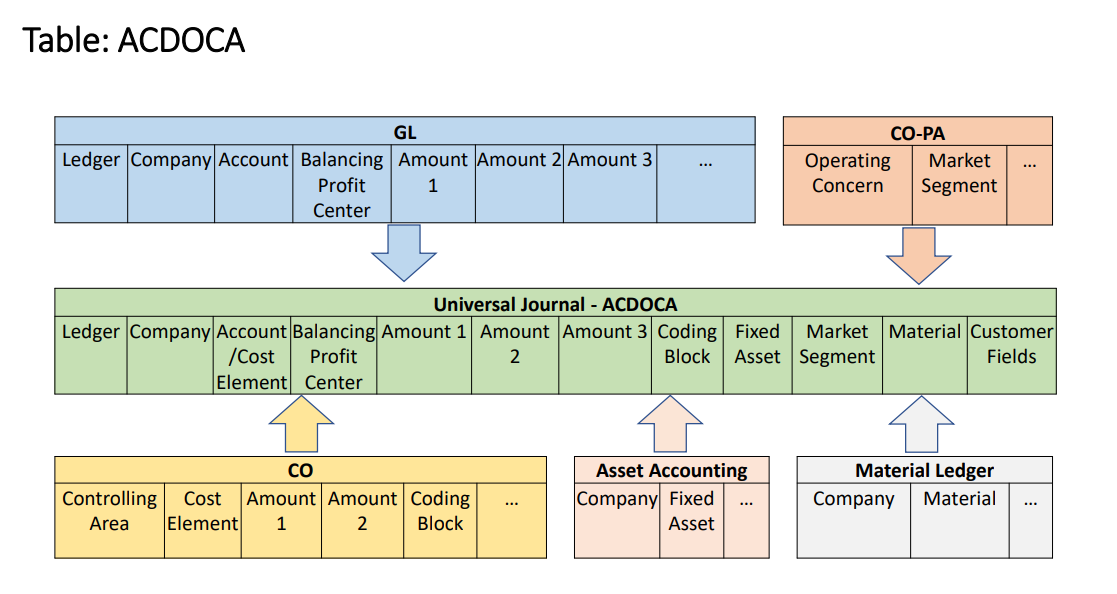 Table: ACDOCA
GL
Ledger
Company
Account
Balancing
Profit
Center
Amount
1
Amount 2
Amount 3
...
CO-PA
Operating
Concern
Market
Segment
...
Universal Journal - ACDOCA
Ledger
Company
Account
/Cost
Element
Balancing
Profit
Center
Amount 1
Amount
2
Amount 3
Coding
Block
Fixed
Asset
Market
Segment
Material
Customer
Fields
CO
Controlling
Area
Cost
Element
Amount
1
Amount
2
Coding
Block
...
Asset Accounting
Company
Fixed
Asset
...
Material Ledger
Company
Material
...